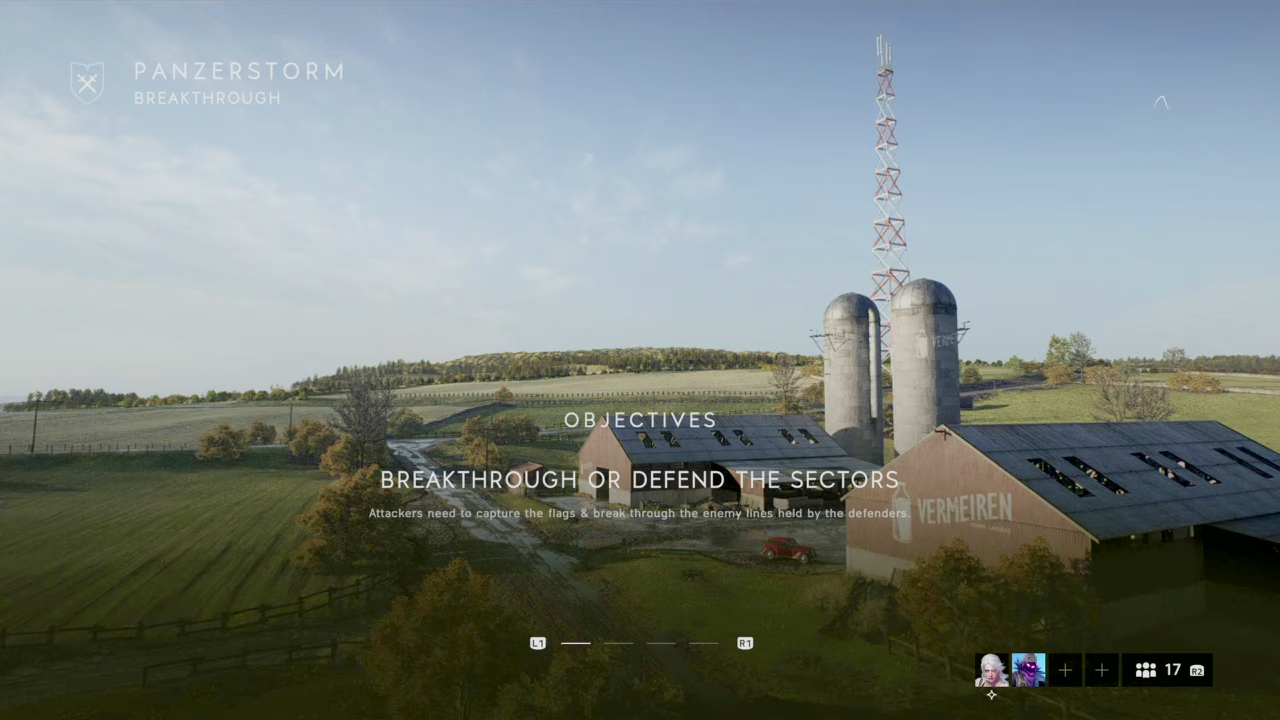 PANZERSTORM
BREAKTHROUGH
OBJECTIVES
BREAKTHROUGH OR DEFEND THE SECTORS
Attackers need to capture the flags & break through the enemy lines held by the defenders.
VERMEIREN
L1
R1
17
R2